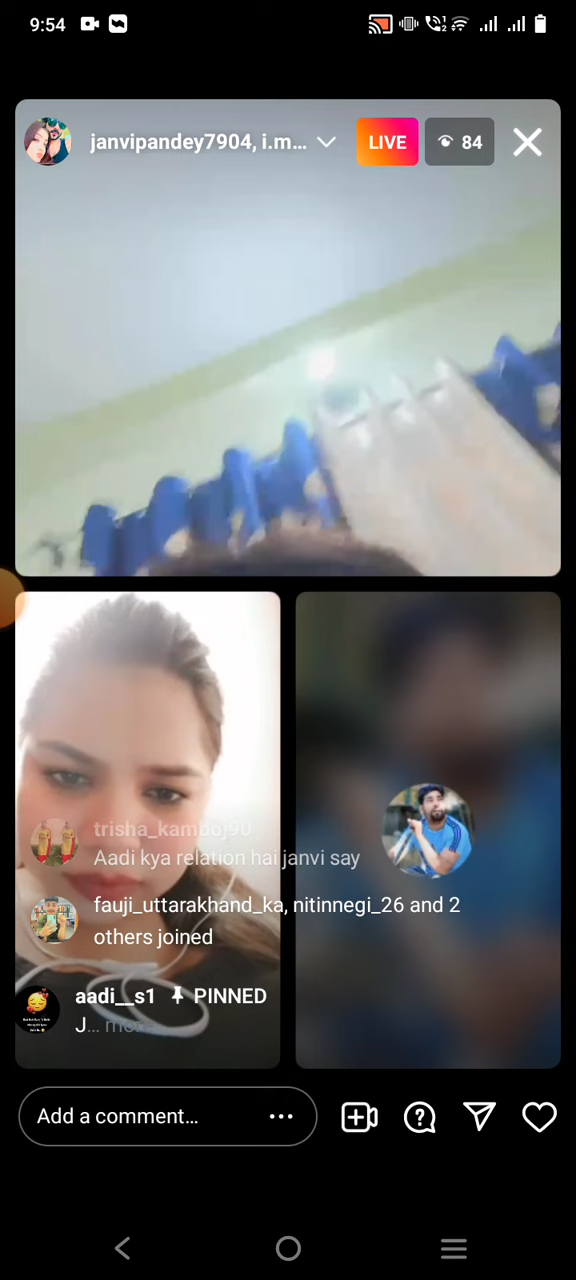 9:54
janvipandey7904, i.m...
LIVE
84
trisha_kamboj90
Aadi kya relation hai janvi say
fauji_uttarakhand_ka, nitinnegi_26 and 2
others joined
aadi__s1 PINNED
J... more
Add a comment...